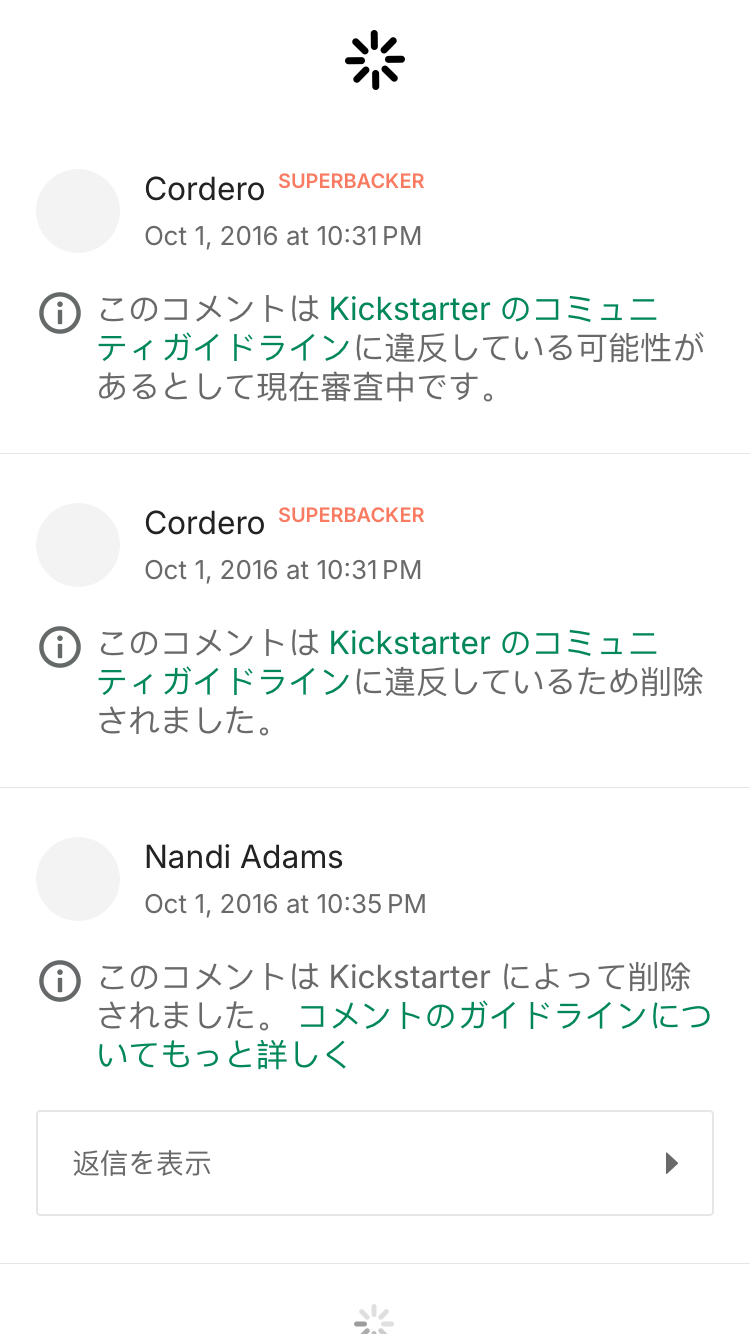 Cordero SUPERBACKER
Oct 1, 2016 at 10:31 PM
このコメントは Kickstarter のコミュニ
ティガイドラインに違反している可能性が
あるとして現在審査中です。
Cordero SUPERBACKER
Oct 1, 2016 at 10:31 PM
このコメントは Kickstarter のコミュニ
ティガイドラインに違反しているため削除
されました。
Nandi Adams
Oct 1, 2016 at 10:35 PM
このコメントは Kickstarter によって削除
されました。 コメントのガイドラインにつ
いてもっと詳しく
返信を表示